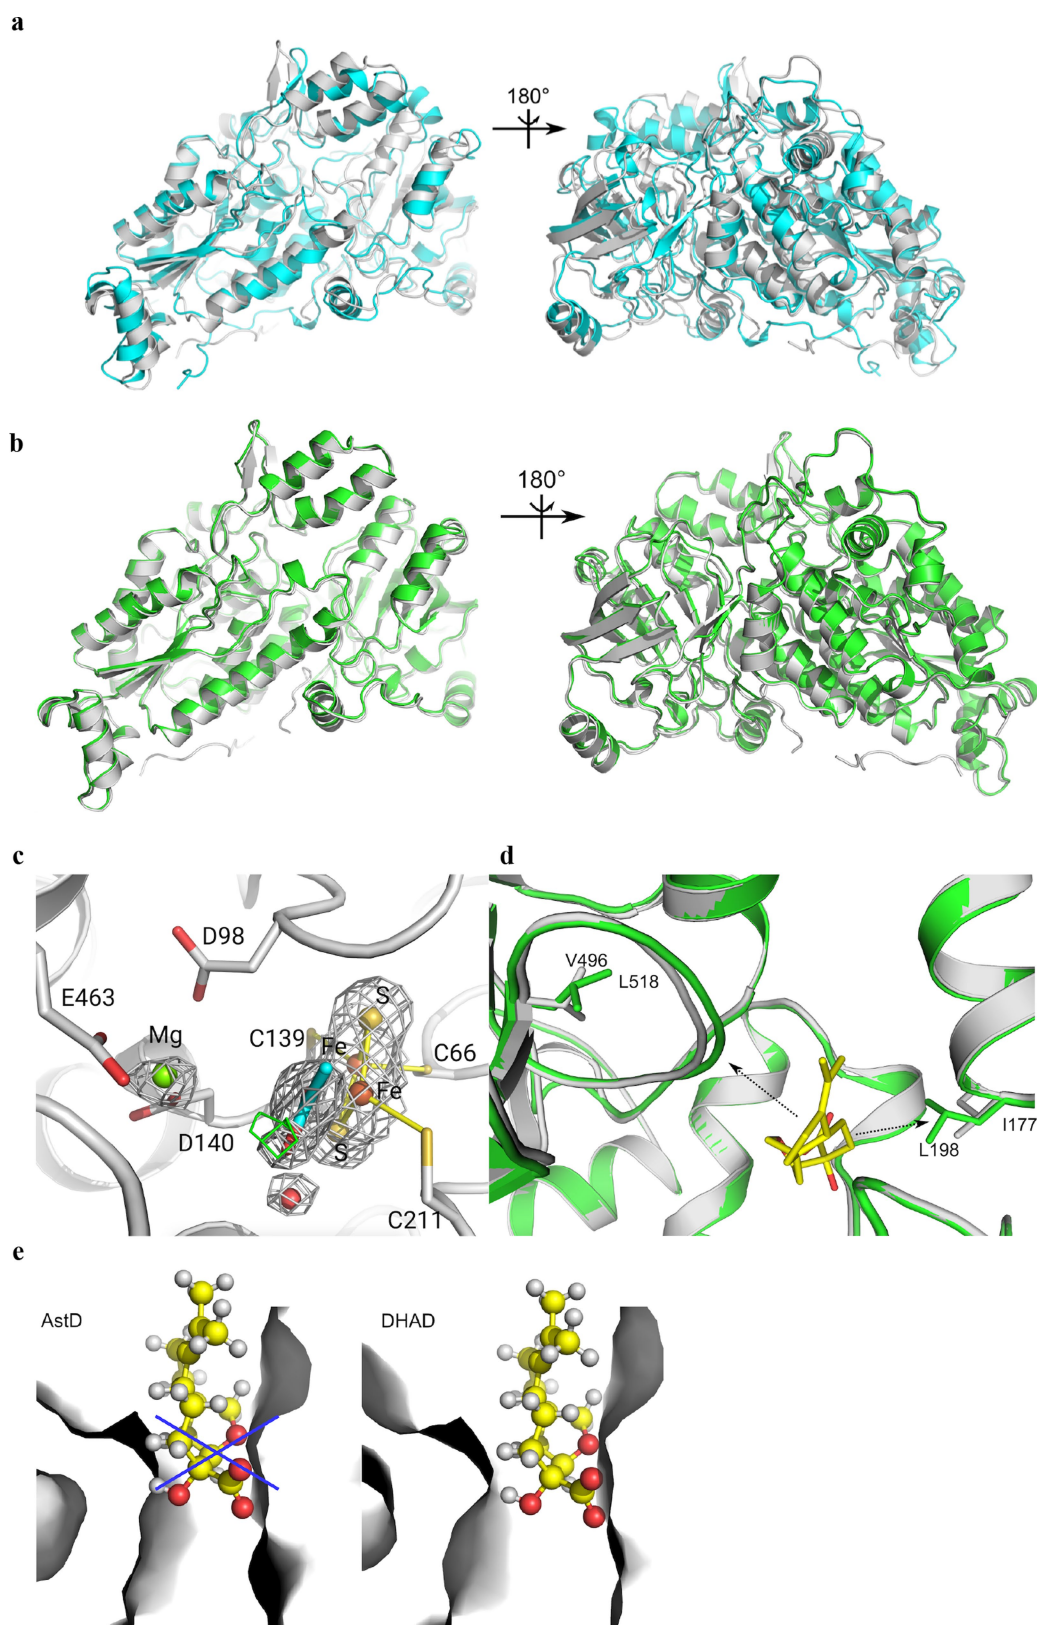 a
180°
b
180°
c
d
D98
E463
S
Mg
C139
Fe
C66
Fe
D140
S
C211
V496
L518
I177
L198
e
AstD
DHAD